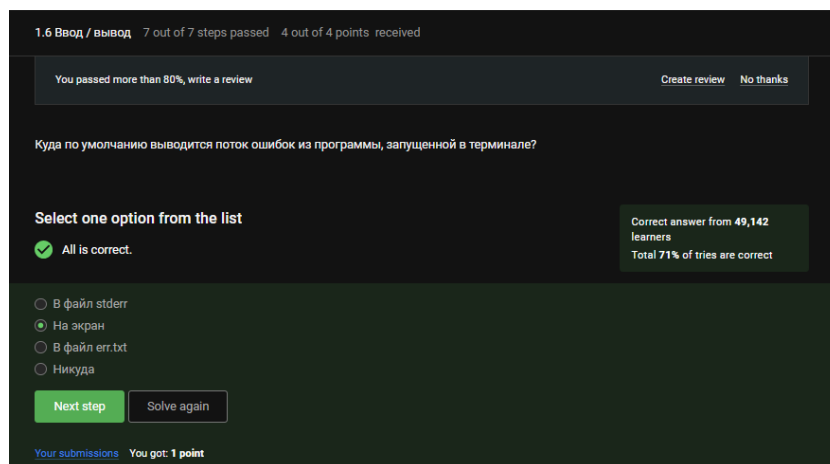 1.6 Ввод / вывод 7 out of 7 steps passed 4 out of 4 points received
You passed more than 80%, write a review Create review No thanks
Куда по умолчанию выводится поток ошибок из программы, запущенной в терминале?
Select one option from the list
All is correct.
Correct answer from 49,142
learners
Total 71% of tries are correct
В файл stderr
На экран
В файл err.txt
Никуда
Next step Solve again
Your submissions You got: 1 point